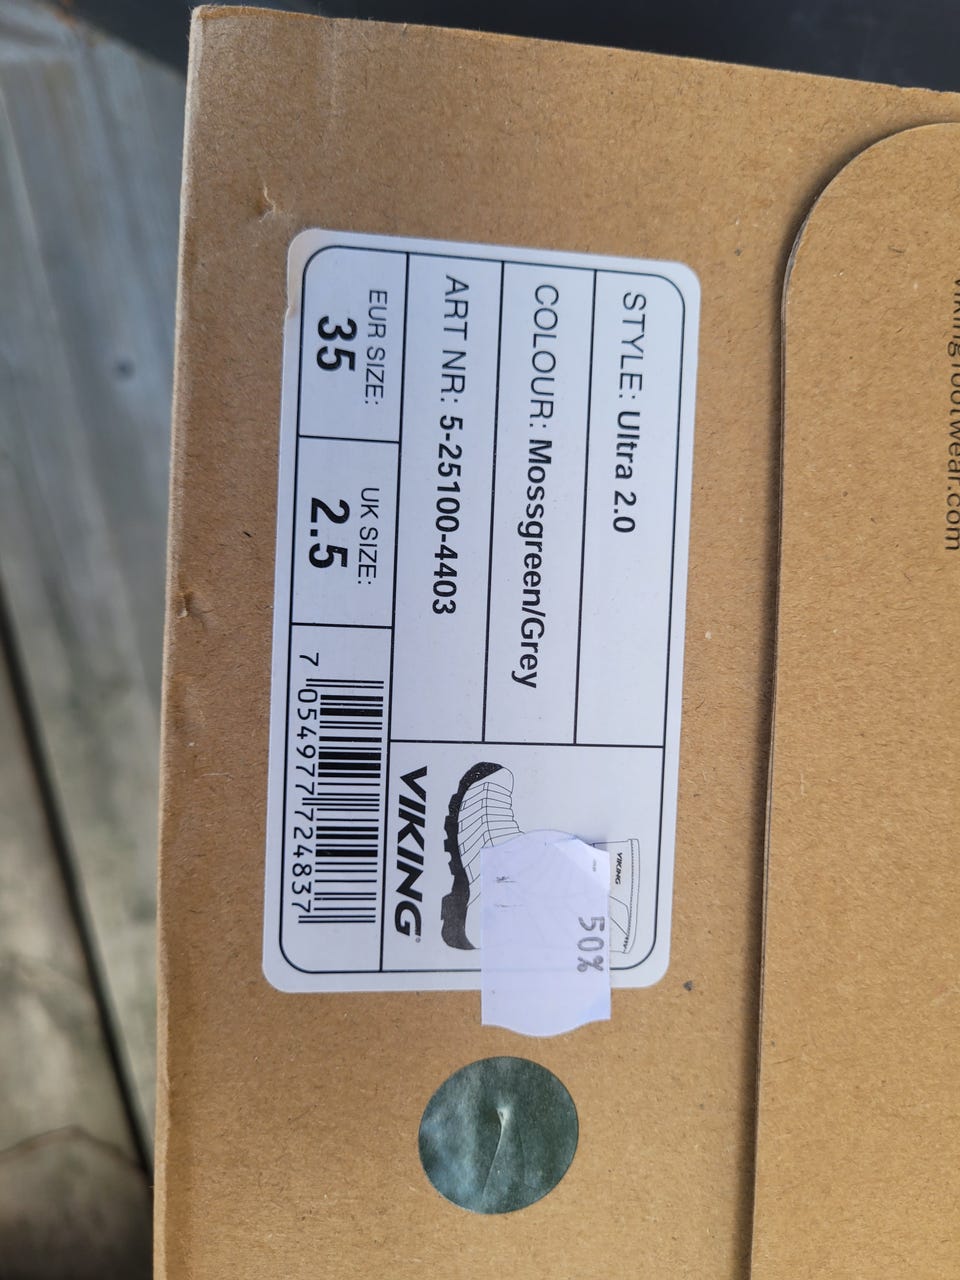 STYLE: Ultra 2.0
COLOUR: Mossgreen/Grey
ART NR: 5-25100-4403
EUR SIZE:
35
UK SIZE:
2.5
7 054977 724837
VIKING
VIKING®
50%
vikingfootwear.com